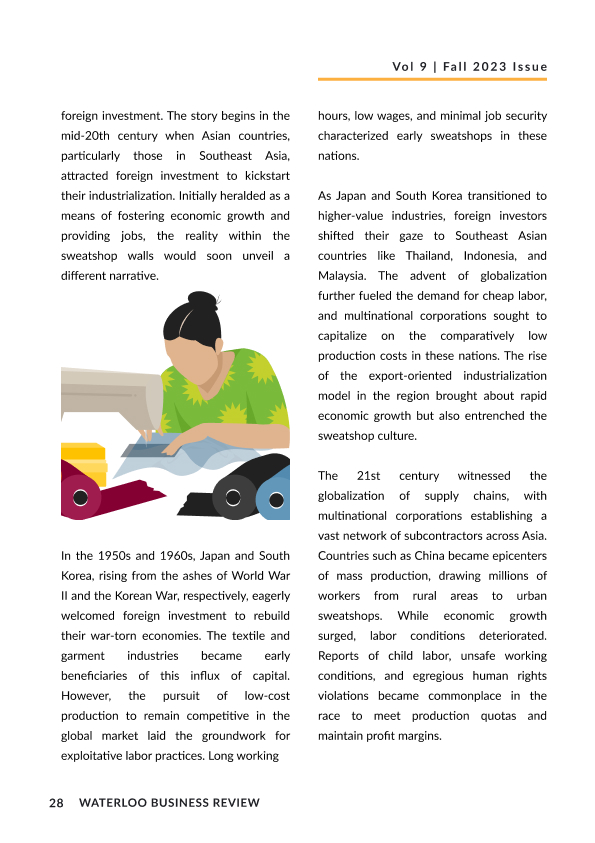 Vol 9 | Fall 2023 Issue
foreign investment. The story begins in the
mid-20th century when Asian countries,
particularly those in Southeast Asia,
attracted foreign investment to kickstart
their industrialization. Initially heralded as a
means of fostering economic growth and
providing jobs, the reality within the
sweatshop walls would soon unveil a
different narrative.
In the 1950s and 1960s, Japan and South
Korea, rising from the ashes of World War
II and the Korean War, respectively, eagerly
welcomed foreign investment to rebuild
their war-torn economies. The textile and
garment industries became early
beneficiaries of this influx of capital.
However, the pursuit of low-cost
production to remain competitive in the
global market laid the groundwork for
exploitative labor practices. Long working
hours, low wages, and minimal job security
characterized early sweatshops in these
nations.
As Japan and South Korea transitioned to
higher-value industries, foreign investors
shifted their gaze to Southeast Asian
countries like Thailand, Indonesia, and
Malaysia. The advent of globalization
further fueled the demand for cheap labor,
and multinational corporations sought to
capitalize on the comparatively low
production costs in these nations. The rise
of the export-oriented industrialization
model in the region brought about rapid
economic growth but also entrenched the
sweatshop culture.
The 21st century witnessed the
globalization of supply chains, with
multinational corporations establishing a
vast network of subcontractors across Asia.
Countries such as China became epicenters
of mass production, drawing millions of
workers from rural areas to urban
sweatshops. While economic growth
surged, labor conditions deteriorated.
Reports of child labor, unsafe working
conditions, and egregious human rights
violations became commonplace in the
race to meet production quotas and
maintain profit margins.
28 WATERLOO BUSINESS REVIEW